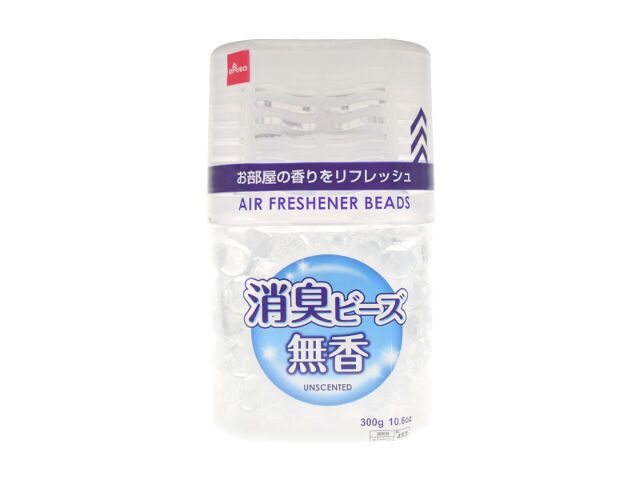 DAISO
お部屋の香りをリフレッシュ
AIR FRESHENER BEADS
消臭ビーズ
無香
UNSCENTED
300g 10.6oz